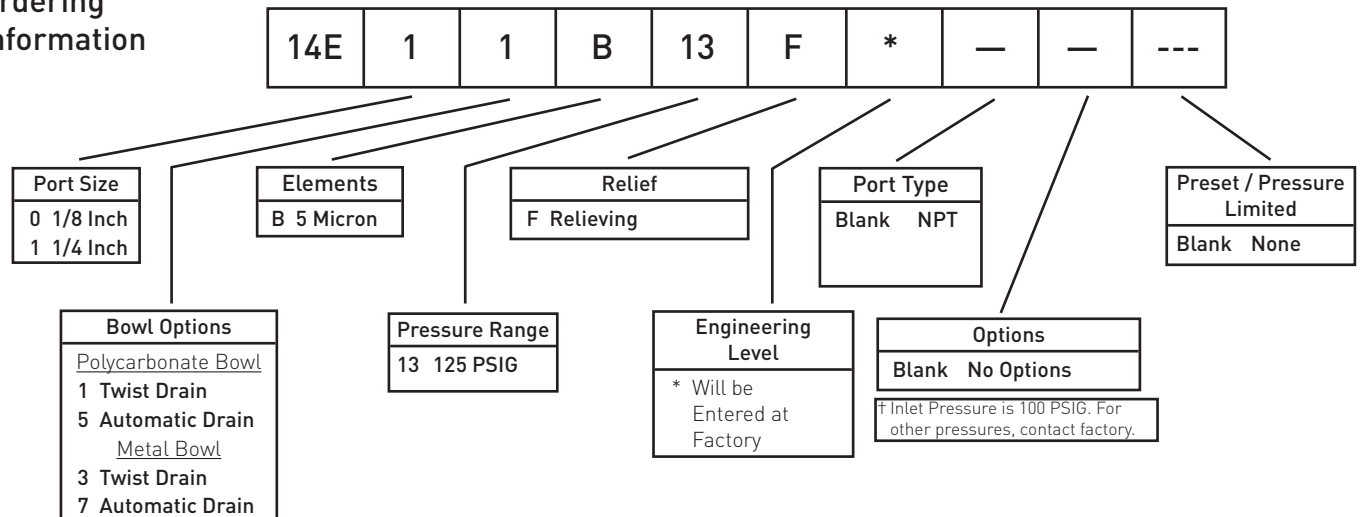 14E 1 1 B 13 F * — — ---
Port Size
0 1/8 Inch
1 1/4 Inch
Elements
B 5 Micron
Relief
F Relieving
Port Type
Blank NPT
Preset / Pressure
Limited
Blank None
Bowl Options
Polycarbonate Bowl
1 Twist Drain
5 Automatic Drain
Metal Bowl
3 Twist Drain
7 Automatic Drain
Pressure Range
13 125 PSIG
Engineering
Level
* Will be
Entered at
Factory
Options
Blank No Options
† Inlet Pressure is 100 PSIG. For
other pressures, contact factory.